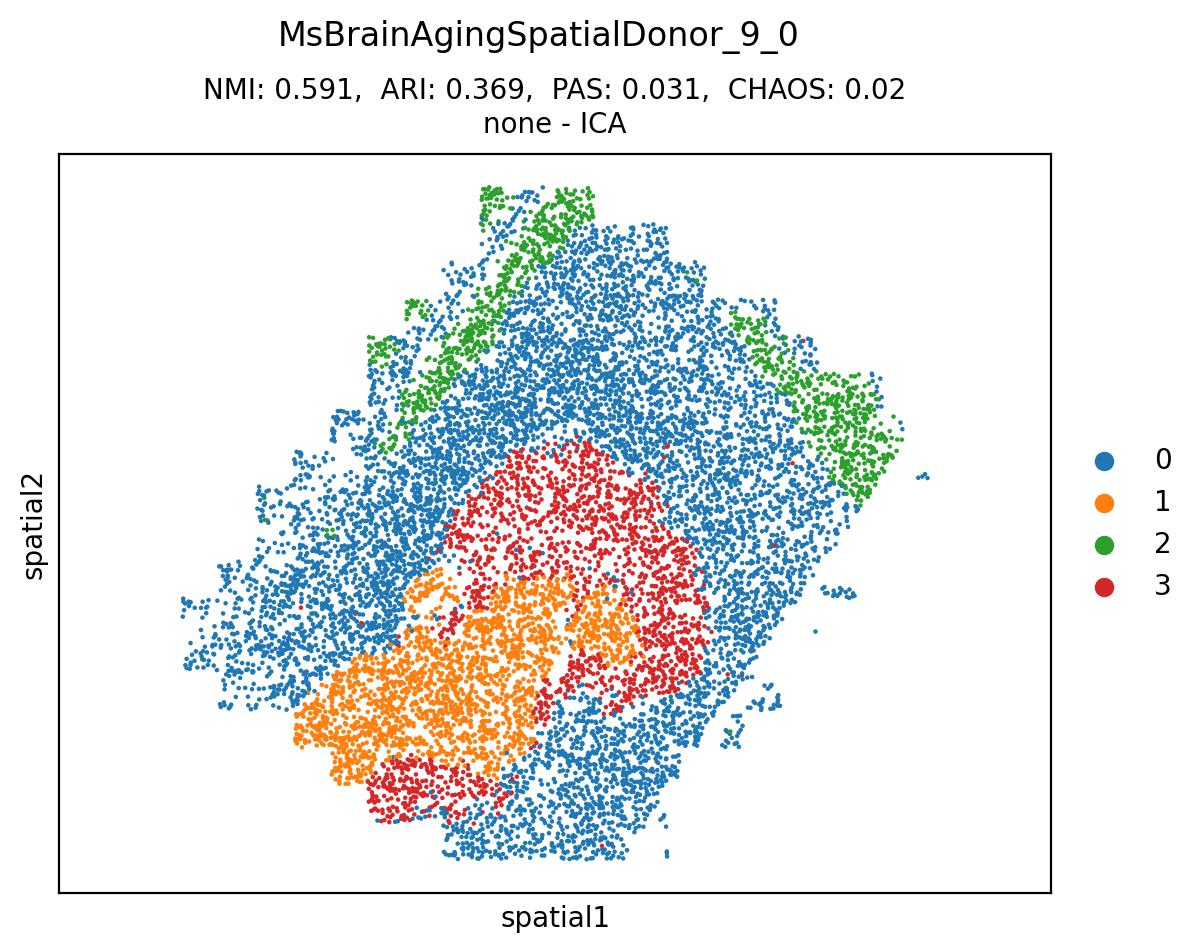 MsBrainAgingSpatialDonor_9_0
NMI: 0.591,  ARI: 0.369,  PAS: 0.031,  CHAOS: 0.02
none - ICA
spatial2
0
1
2
3
spatial1